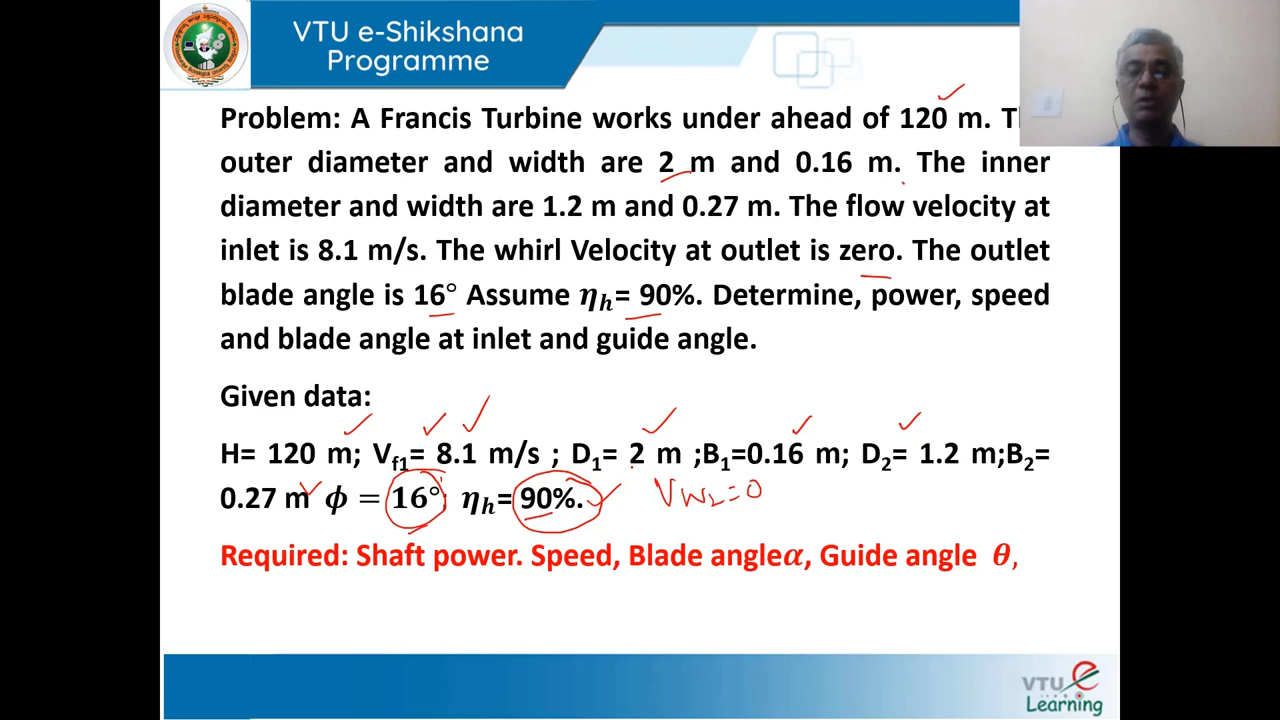 VTU e-Shikshana
Programme
Problem: A Francis Turbine works under ahead of 120 m. Th
outer diameter and width are 2 m and 0.16 m. The inner
diameter and width are 1.2 m and 0.27 m. The flow velocity at
inlet is 8.1 m/s. The whirl Velocity at outlet is zero. The outlet
blade angle is 16° Assume ηₕ= 90%. Determine, power, speed
and blade angle at inlet and guide angle.
Given data:
H= 120 m; Vf1= 8.1 m/s ; D₁= 2 m ;B₁=0.16 m; D₂= 1.2 m;B₂=
0.27 m ϕ = 16°; ηₕ= 90%. Vw₂=0
Required: Shaft power. Speed, Blade angleα, Guide angle θ,
VTU e
Learning